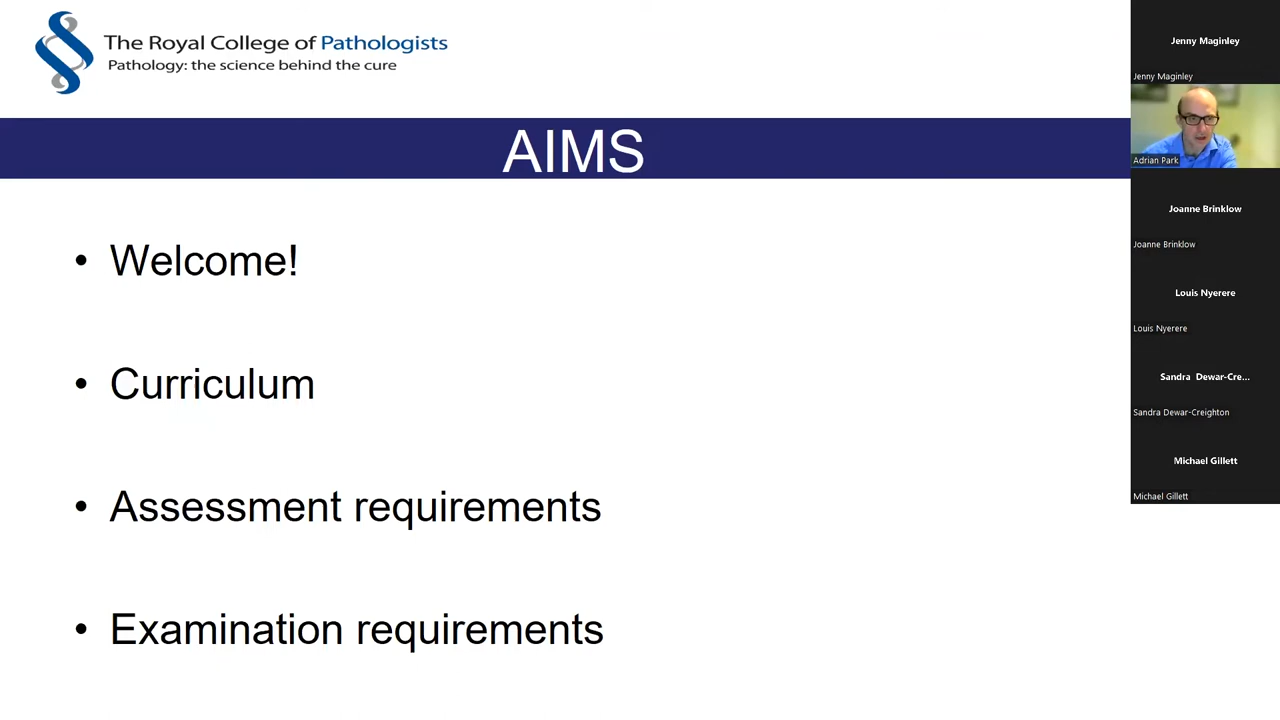 The Royal College of Pathologists
Pathology: the science behind the cure
AIMS
• Welcome!
• Curriculum
• Assessment requirements
• Examination requirements
Jenny Maginley
Jenny Maginley
Adrian Park
Joanne Brinklow
Joanne Brinklow
Louis Nyerere
Louis Nyerere
Sandra Dewar-Cre...
Sandra Dewar-Creighton
Michael Gillett
Michael Gillett